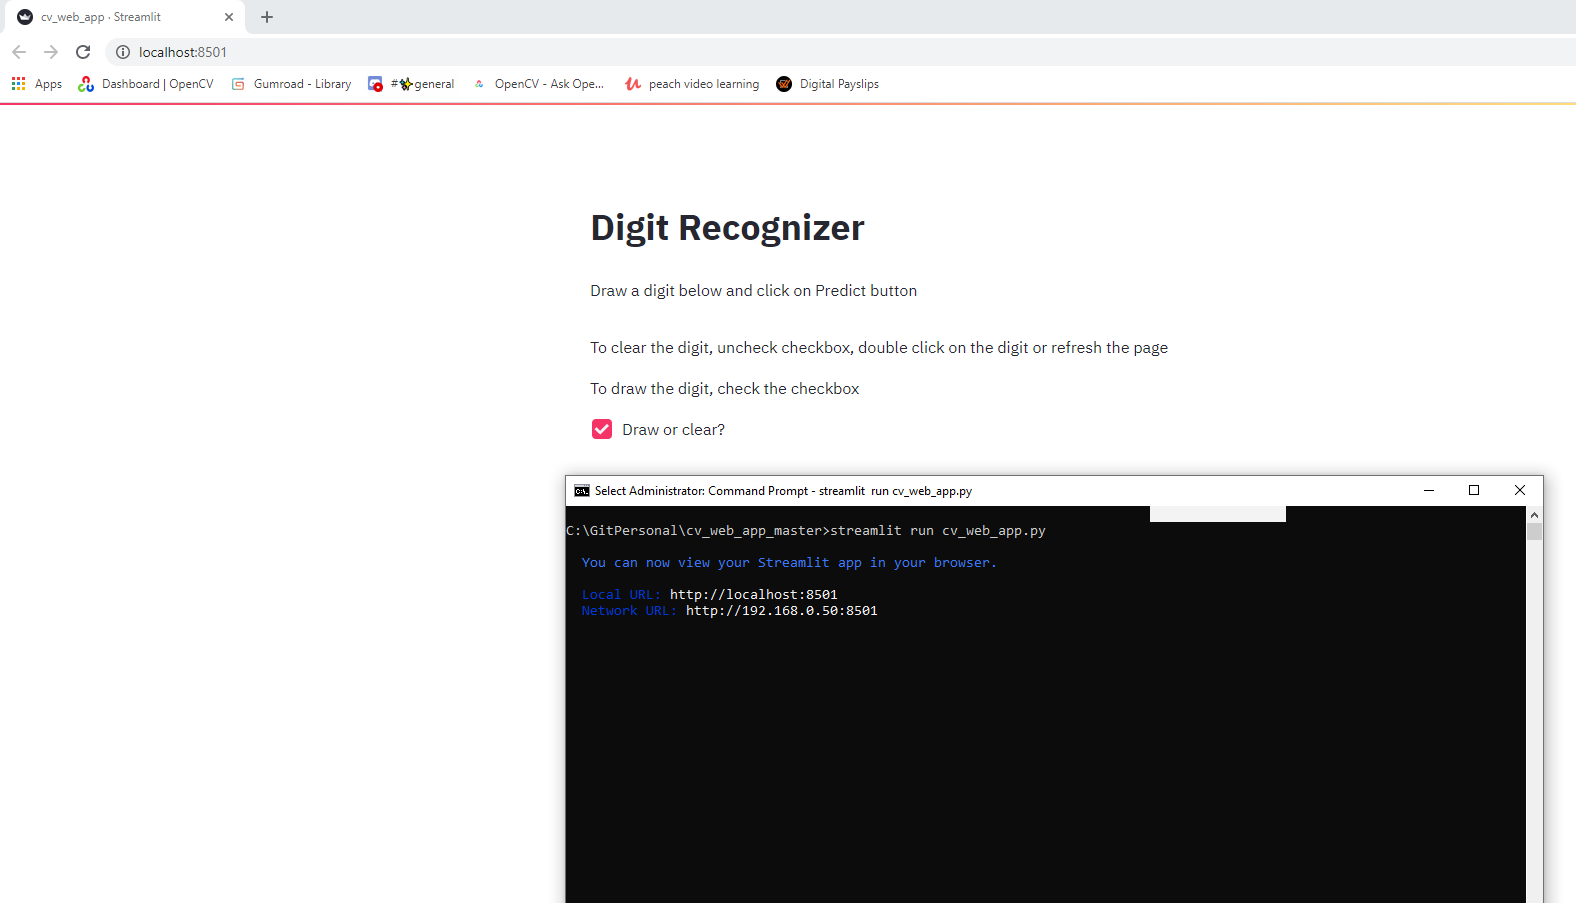 cv_web_app · Streamlit
localhost:8501
Apps Dashboard | OpenCV Gumroad - Library #general OpenCV - Ask Ope... peach video learning Digital Payslips
Digit Recognizer
Draw a digit below and click on Predict button
To clear the digit, uncheck checkbox, double click on the digit or refresh the page
To draw the digit, check the checkbox
Draw or clear?
Select Administrator: Command Prompt - streamlit run cv_web_app.py
C:\GitPersonal\cv_web_app_master>streamlit run cv_web_app.py
You can now view your Streamlit app in your browser.
Local URL: http://localhost:8501
Network URL: http://192.168.0.50:8501